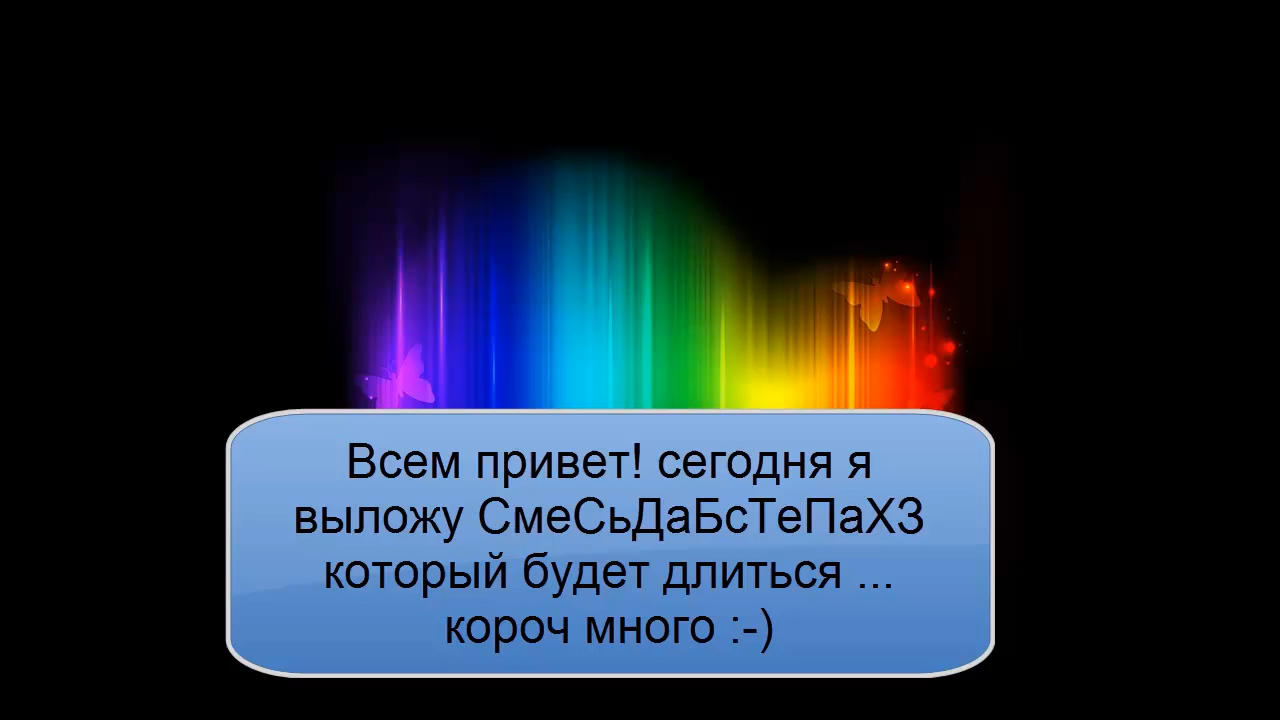 Всем привет! сегодня я
выложу СмеСьДаБсТеПаХЗ
который будет длиться ...
короч много :-)